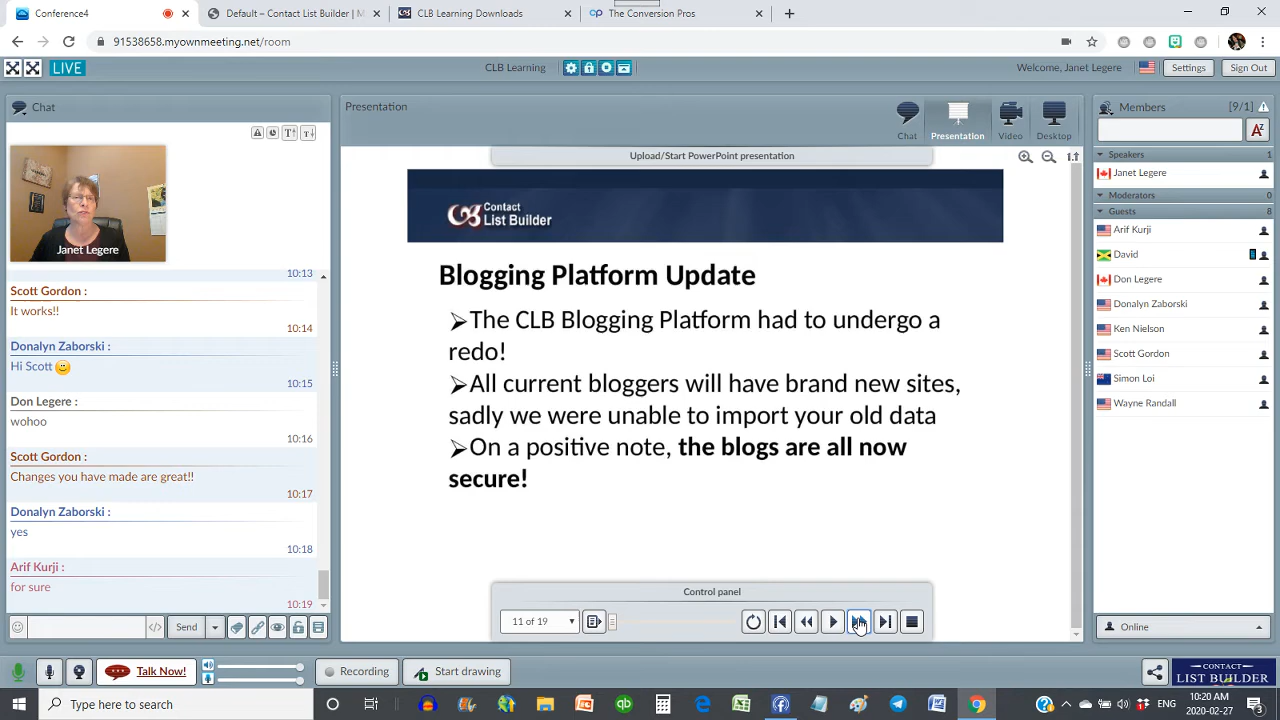 Conference4
Default – Contact List Builder | M
CLB Learning Downloads
The Conversion Pros
91538658.myownmeeting.net/room
LIVE
CLB Learning
Welcome, Janet Legere
Settings
Sign Out
Chat
Janet Legere
10:13
Scott Gordon :
It works!!
10:14
Donalyn Zaborski :
Hi Scott
10:15
Don Legere :
wohoo
10:16
Scott Gordon :
Changes you have made are great!!
10:17
Donalyn Zaborski :
yes
10:18
Arif Kurji :
for sure
10:19
Send
Presentation
Chat
Presentation
Video
Desktop
Upload/Start PowerPoint presentation
1:1
Contact
List Builder
Blogging Platform Update
➢The CLB Blogging Platform had to undergo a
redo!
➢All current bloggers will have brand new sites,
sadly we were unable to import your old data
➢On a positive note, the blogs are all now
secure!
Control panel
11 of 19
Members
[9/1]
Speakers
1
Janet Legere
Moderators
0
Guests
8
Arif Kurji
David
Don Legere
Donalyn Zaborski
Ken Nielson
Scott Gordon
Simon Loi
Wayne Randall
Online
Talk Now!
Recording
Start drawing
CONTACT
LIST BUILDER
Type here to search
ENG
10:20 AM
2020-02-27